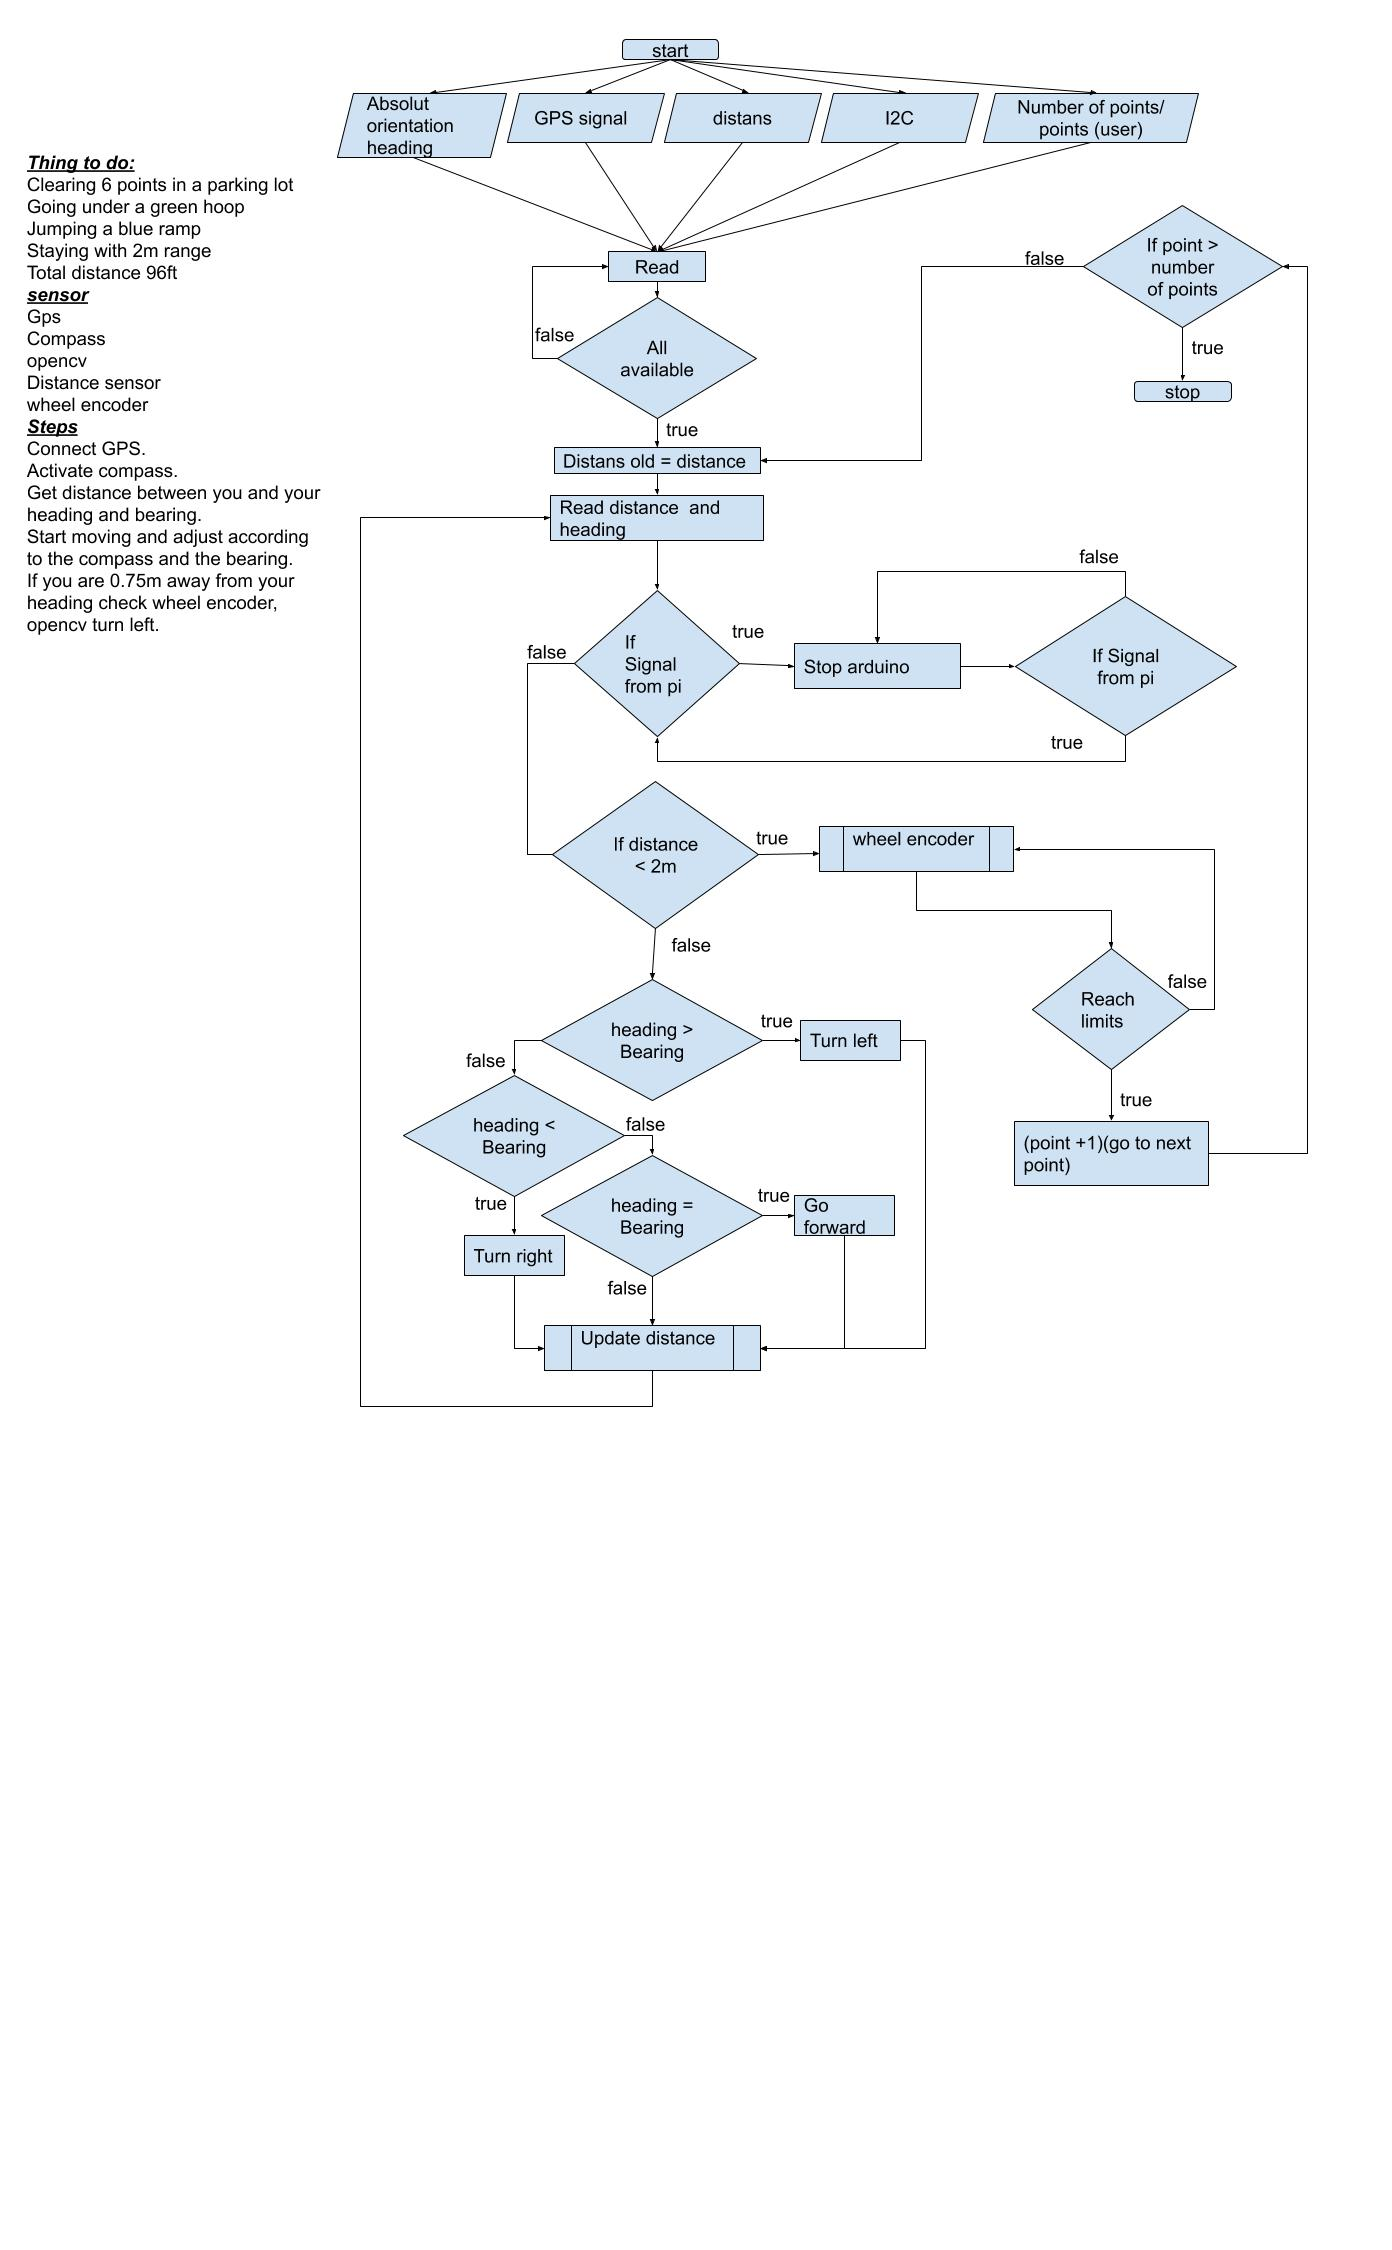 start
Absolut
orientation
heading
GPS signal
distans
I2C
Number of points/
points (user)
Thing to do:
Clearing 6 points in a parking lot
Going under a green hoop
Jumping a blue ramp
Staying with 2m range
Total distance 96ft
sensor
Gps
Compass
opencv
Distance sensor
wheel encoder
Steps
Connect GPS.
Activate compass.
Get distance between you and your
heading and bearing.
Start moving and adjust according
to the compass and the bearing.
If you are 0.75m away from your
heading check wheel encoder,
opencv turn left.
Read
false
All
available
true
If point >
number
of points
false
true
stop
Distans old = distance
Read distance  and
heading
If
Signal
from pi
true
false
Stop arduino
false
If Signal
from pi
true
If distance
< 2m
true
wheel encoder
false
Reach
limits
false
true
(point +1)(go to next
point)
heading >
Bearing
true
Turn left
false
heading <
Bearing
false
true
Turn right
heading =
Bearing
true
Go
forward
false
Update distance